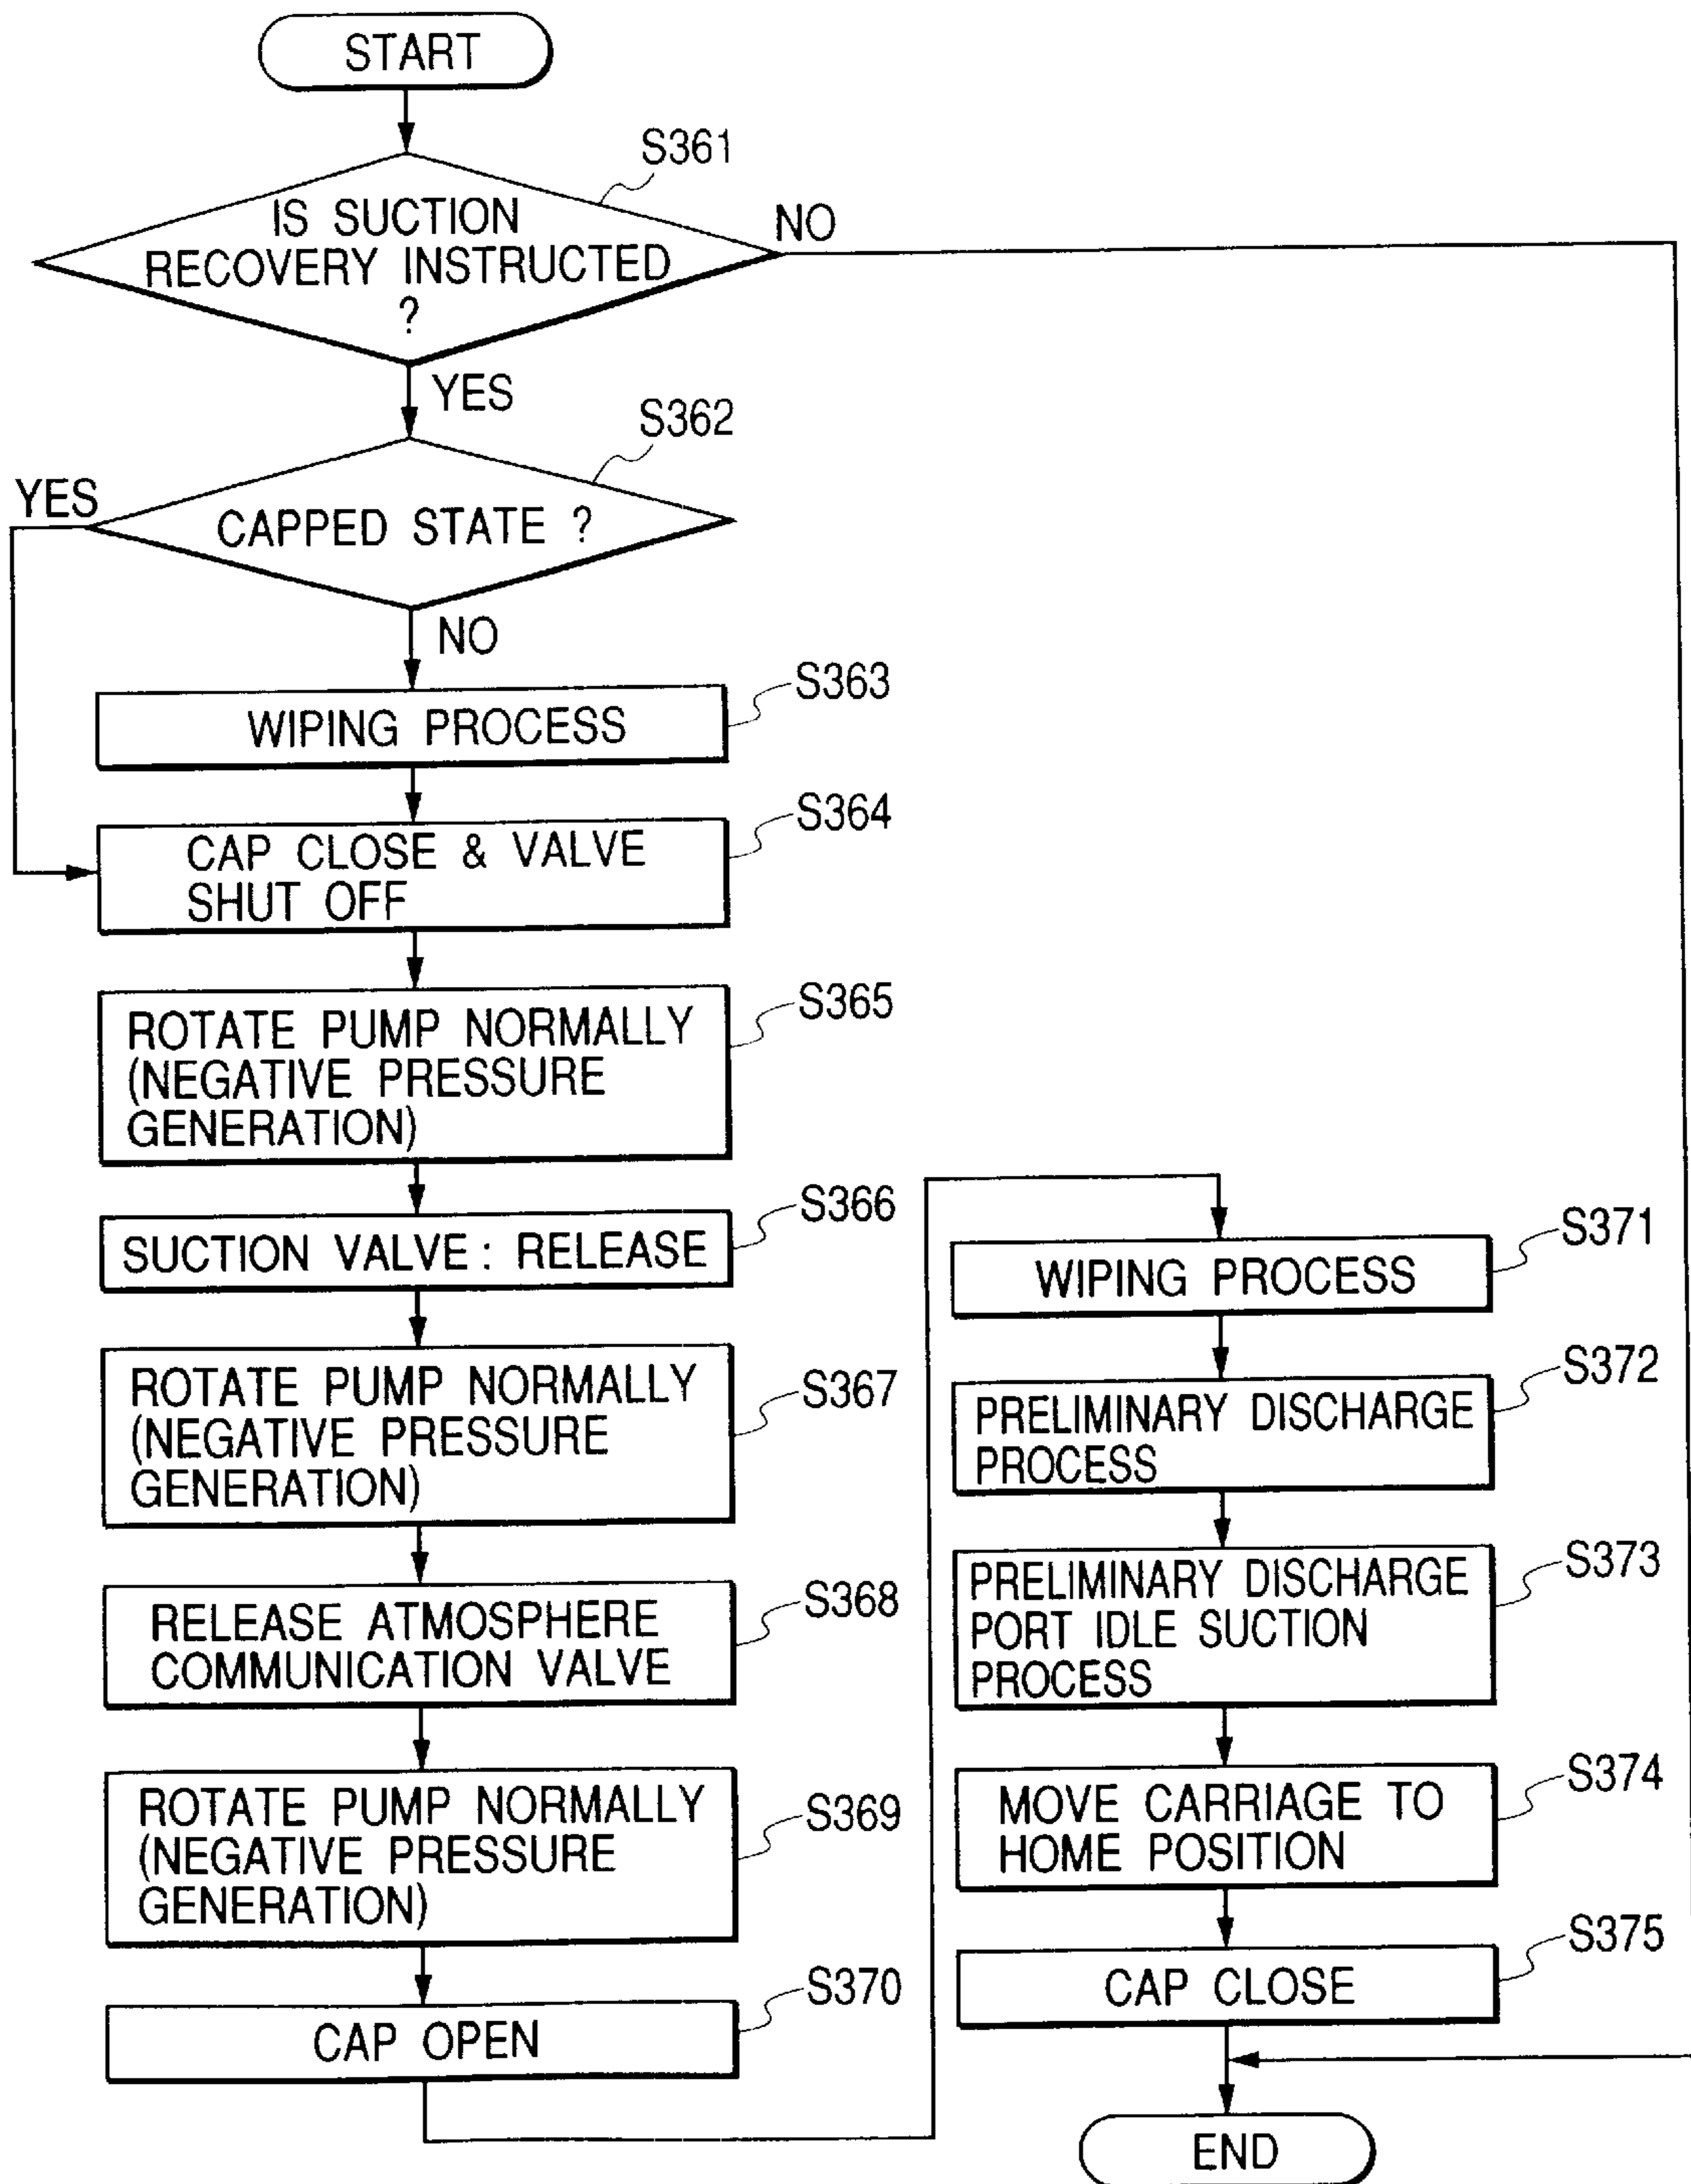 START
S361
IS SUCTION
RECOVERY INSTRUCTED
?
NO
YES
S362
YES
CAPPED STATE ?
NO
S363
WIPING PROCESS
S364
CAP CLOSE & VALVE
SHUT OFF
S365
ROTATE PUMP NORMALLY
(NEGATIVE PRESSURE
GENERATION)
S366
SUCTION VALVE : RELEASE
S367
ROTATE PUMP NORMALLY
(NEGATIVE PRESSURE
GENERATION)
S368
RELEASE ATMOSPHERE
COMMUNICATION VALVE
S369
ROTATE PUMP NORMALLY
(NEGATIVE PRESSURE
GENERATION)
S370
CAP OPEN
S371
WIPING PROCESS
S372
PRELIMINARY DISCHARGE
PROCESS
S373
PRELIMINARY DISCHARGE
PORT IDLE SUCTION
PROCESS
S374
MOVE CARRIAGE TO
HOME POSITION
S375
CAP CLOSE
END